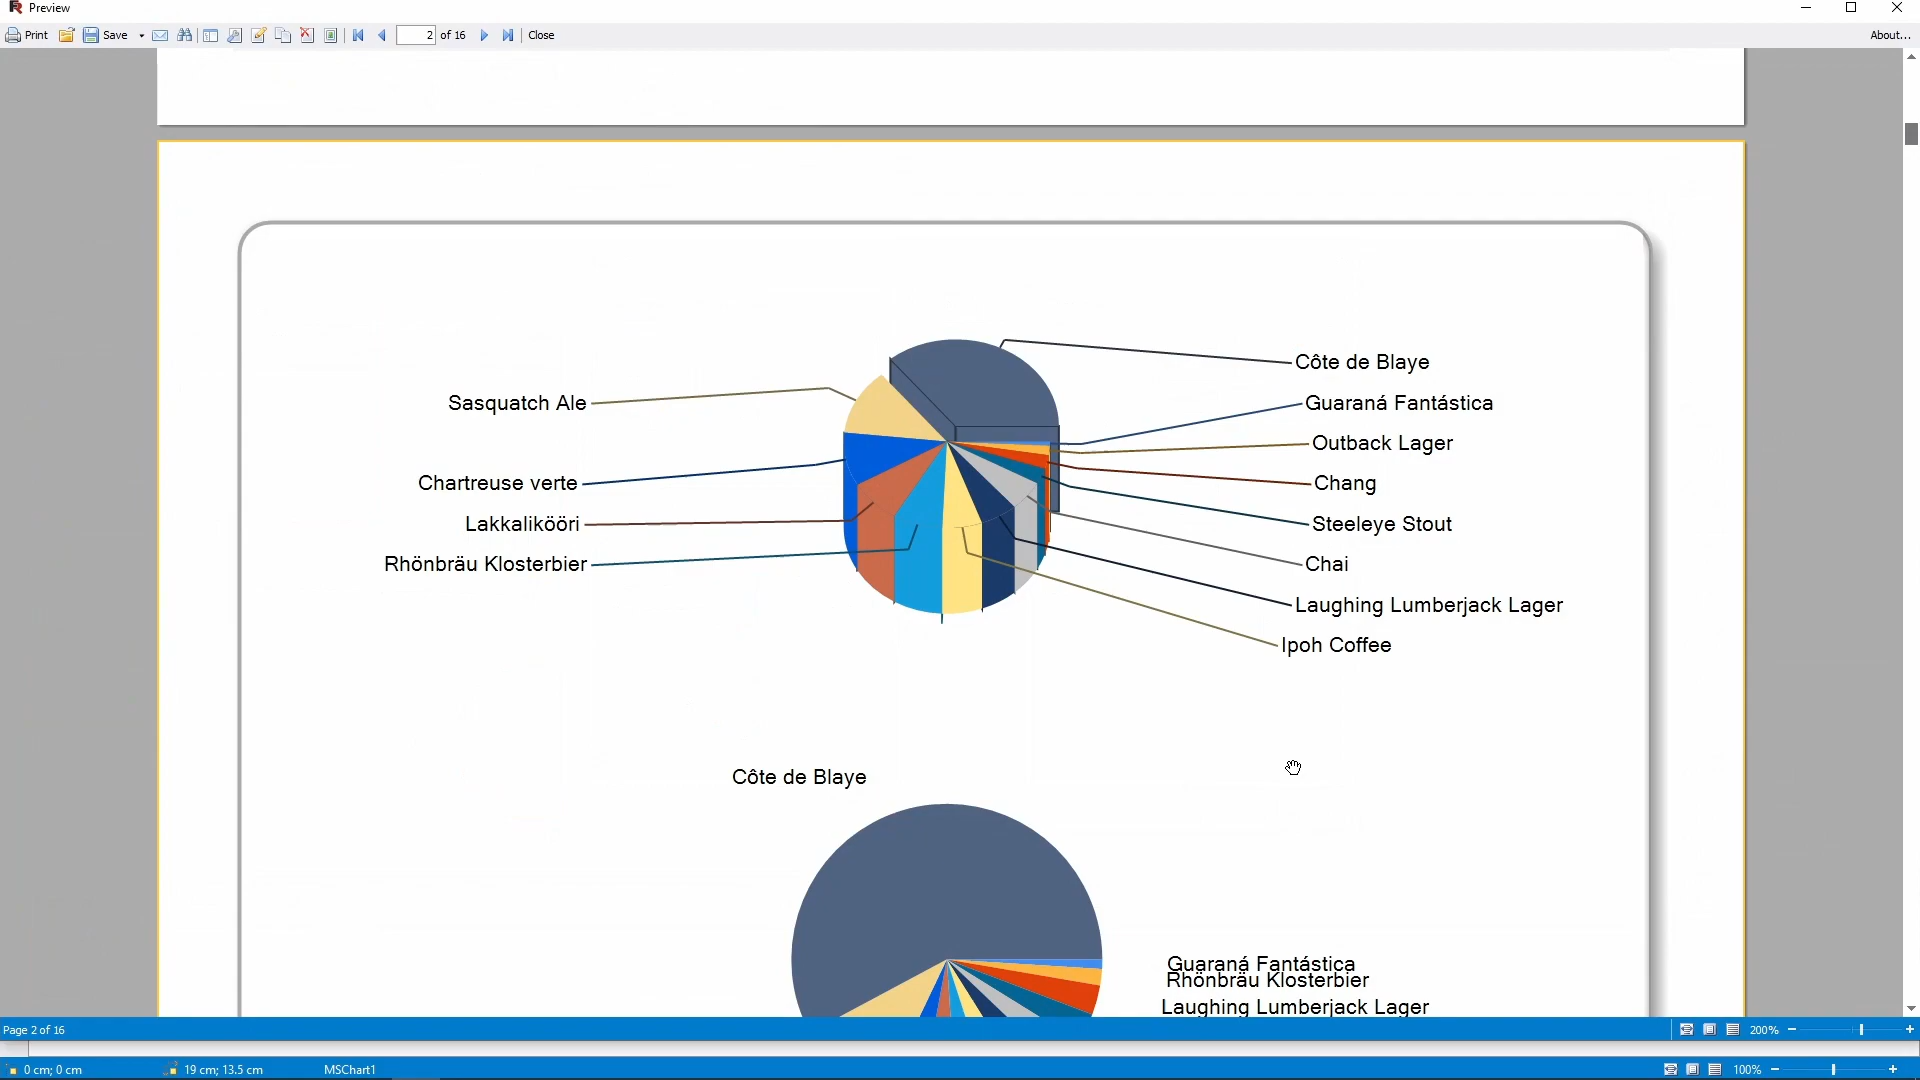 Preview
Print Save 2 of 16 Close About...
Côte de Blaye
Sasquatch Ale
Guaraná Fantástica
Outback Lager
Chartreuse verte
Chang
Lakkalikööri
Steeleye Stout
Rhönbräu Klosterbier
Chai
Laughing Lumberjack Lager
Ipoh Coffee
Côte de Blaye
Guaraná Fantástica
Rhönbräu Klosterbier
Laughing Lumberjack Lager
Page 2 of 16 200%
0 cm; 0 cm 19 cm; 13.5 cm MSChart1 100%